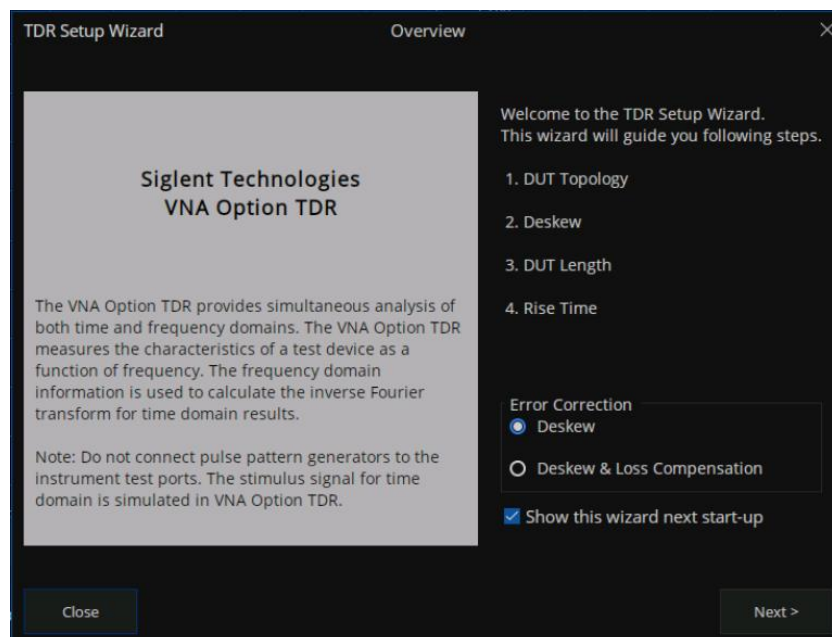 TDR Setup Wizard
Overview
Siglent Technologies
VNA Option TDR
The VNA Option TDR provides simultaneous analysis of
both time and frequency domains. The VNA Option TDR
measures the characteristics of a test device as a
function of frequency. The frequency domain
information is used to calculate the inverse Fourier
transform for time domain results.
Note: Do not connect pulse pattern generators to the
instrument test ports. The stimulus signal for time
domain is simulated in VNA Option TDR.
Welcome to the TDR Setup Wizard.
This wizard will guide you following steps.
1. DUT Topology
2. Deskew
3. DUT Length
4. Rise Time
Error Correction
Deskew
Deskew & Loss Compensation
Show this wizard next start-up
Close
Next >